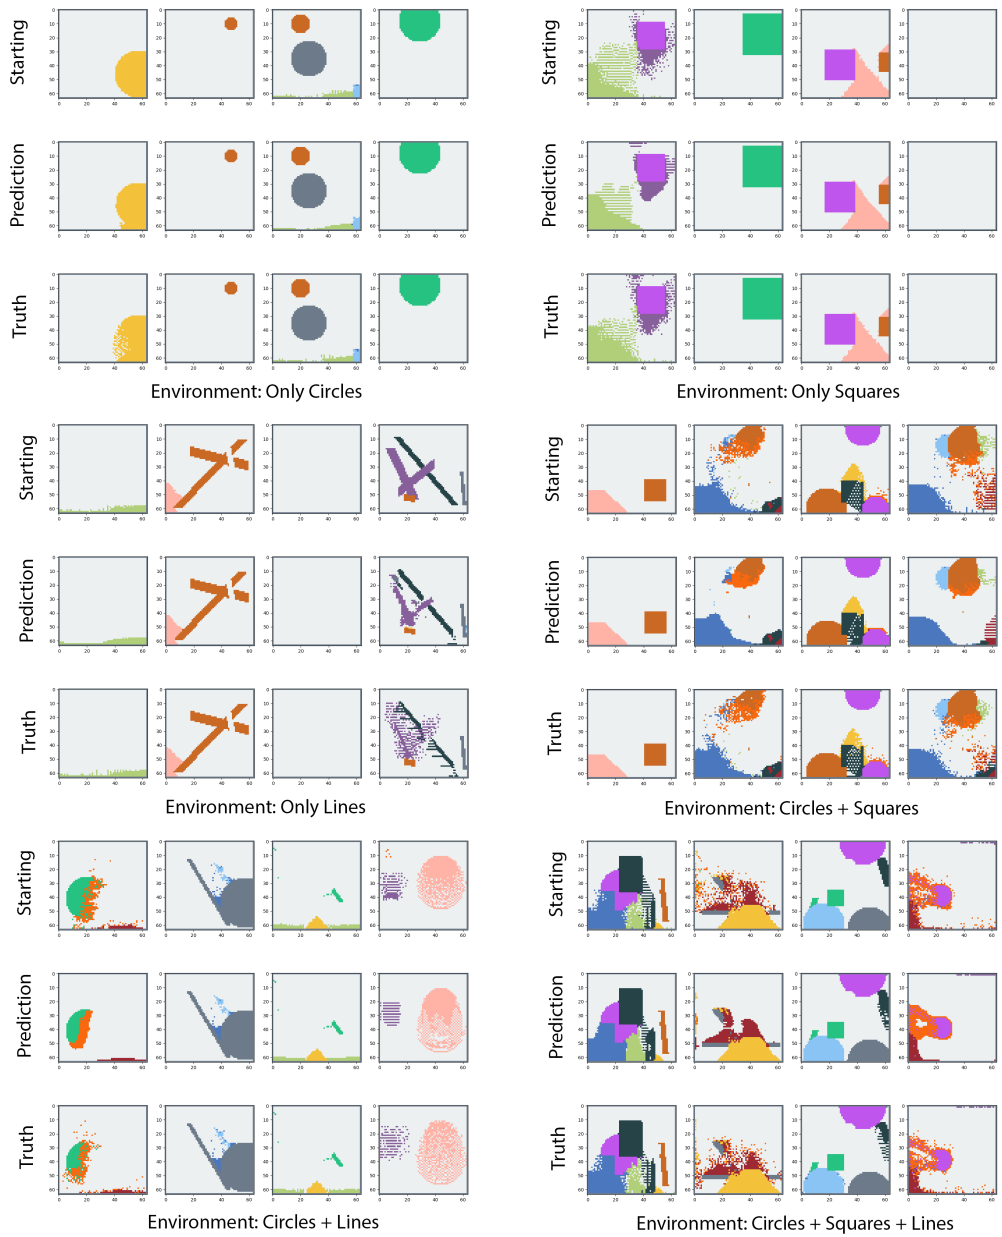 Starting
Prediction
Truth
Environment: Only Circles
Starting
Prediction
Truth
Environment: Only Squares
Starting
Prediction
Truth
Environment: Only Lines
Starting
Prediction
Truth
Environment: Circles + Squares
Starting
Prediction
Truth
Environment: Circles + Lines
Starting
Prediction
Truth
Environment: Circles + Squares + Lines